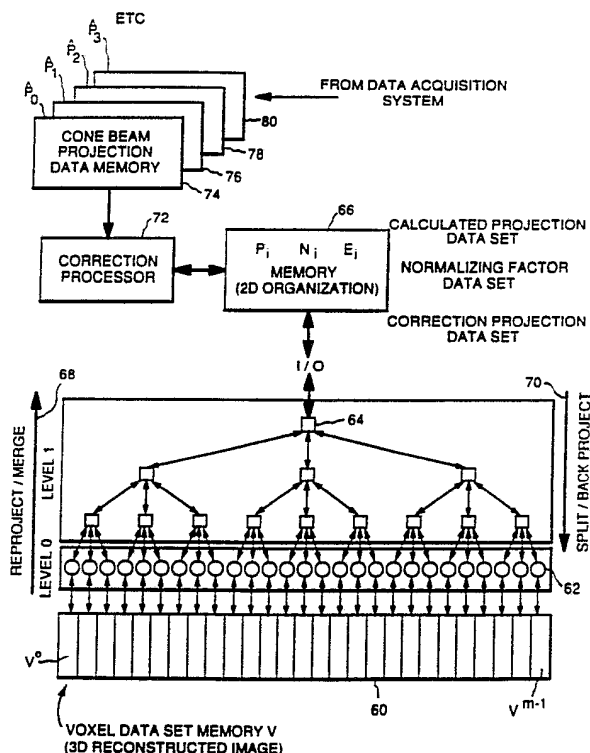 ETC
P̂3
P̂2
P̂1
P̂0
FROM DATA ACQUISITION
SYSTEM
CONE BEAM
PROJECTION
DATA MEMORY
80
78
76
74
72
CORRECTION
PROCESSOR
66
Pi Ni Ei
MEMORY
(2D ORGANIZATION)
CALCULATED PROJECTION
DATA SET
NORMALIZING FACTOR
DATA SET
CORRECTION PROJECTION
DATA SET
I/O
68
70
64
REPROJECT / MERGE
LEVEL 1
LEVEL 0
SPLIT / BACK PROJECT
62
V0
60
Vm-1
VOXEL DATA SET MEMORY V
(3D RECONSTRUCTED IMAGE)